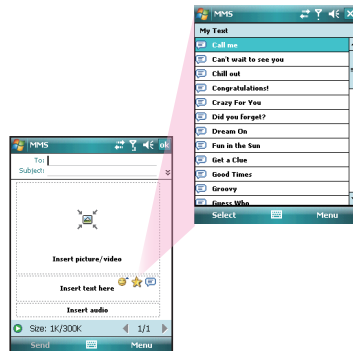 MMS
My Text
Call me
Can't wait to see you
Chill out
Congratulations!
Crazy For You
Did you forget?
Dream On
Fun in the Sun
Get a Clue
Good Times
Groovy
Guess Who
Select Menu
MMS ok
To:
Subject:
Insert picture/video
Insert text here
Insert audio
Size: 1K/300K 1/1
Send Menu